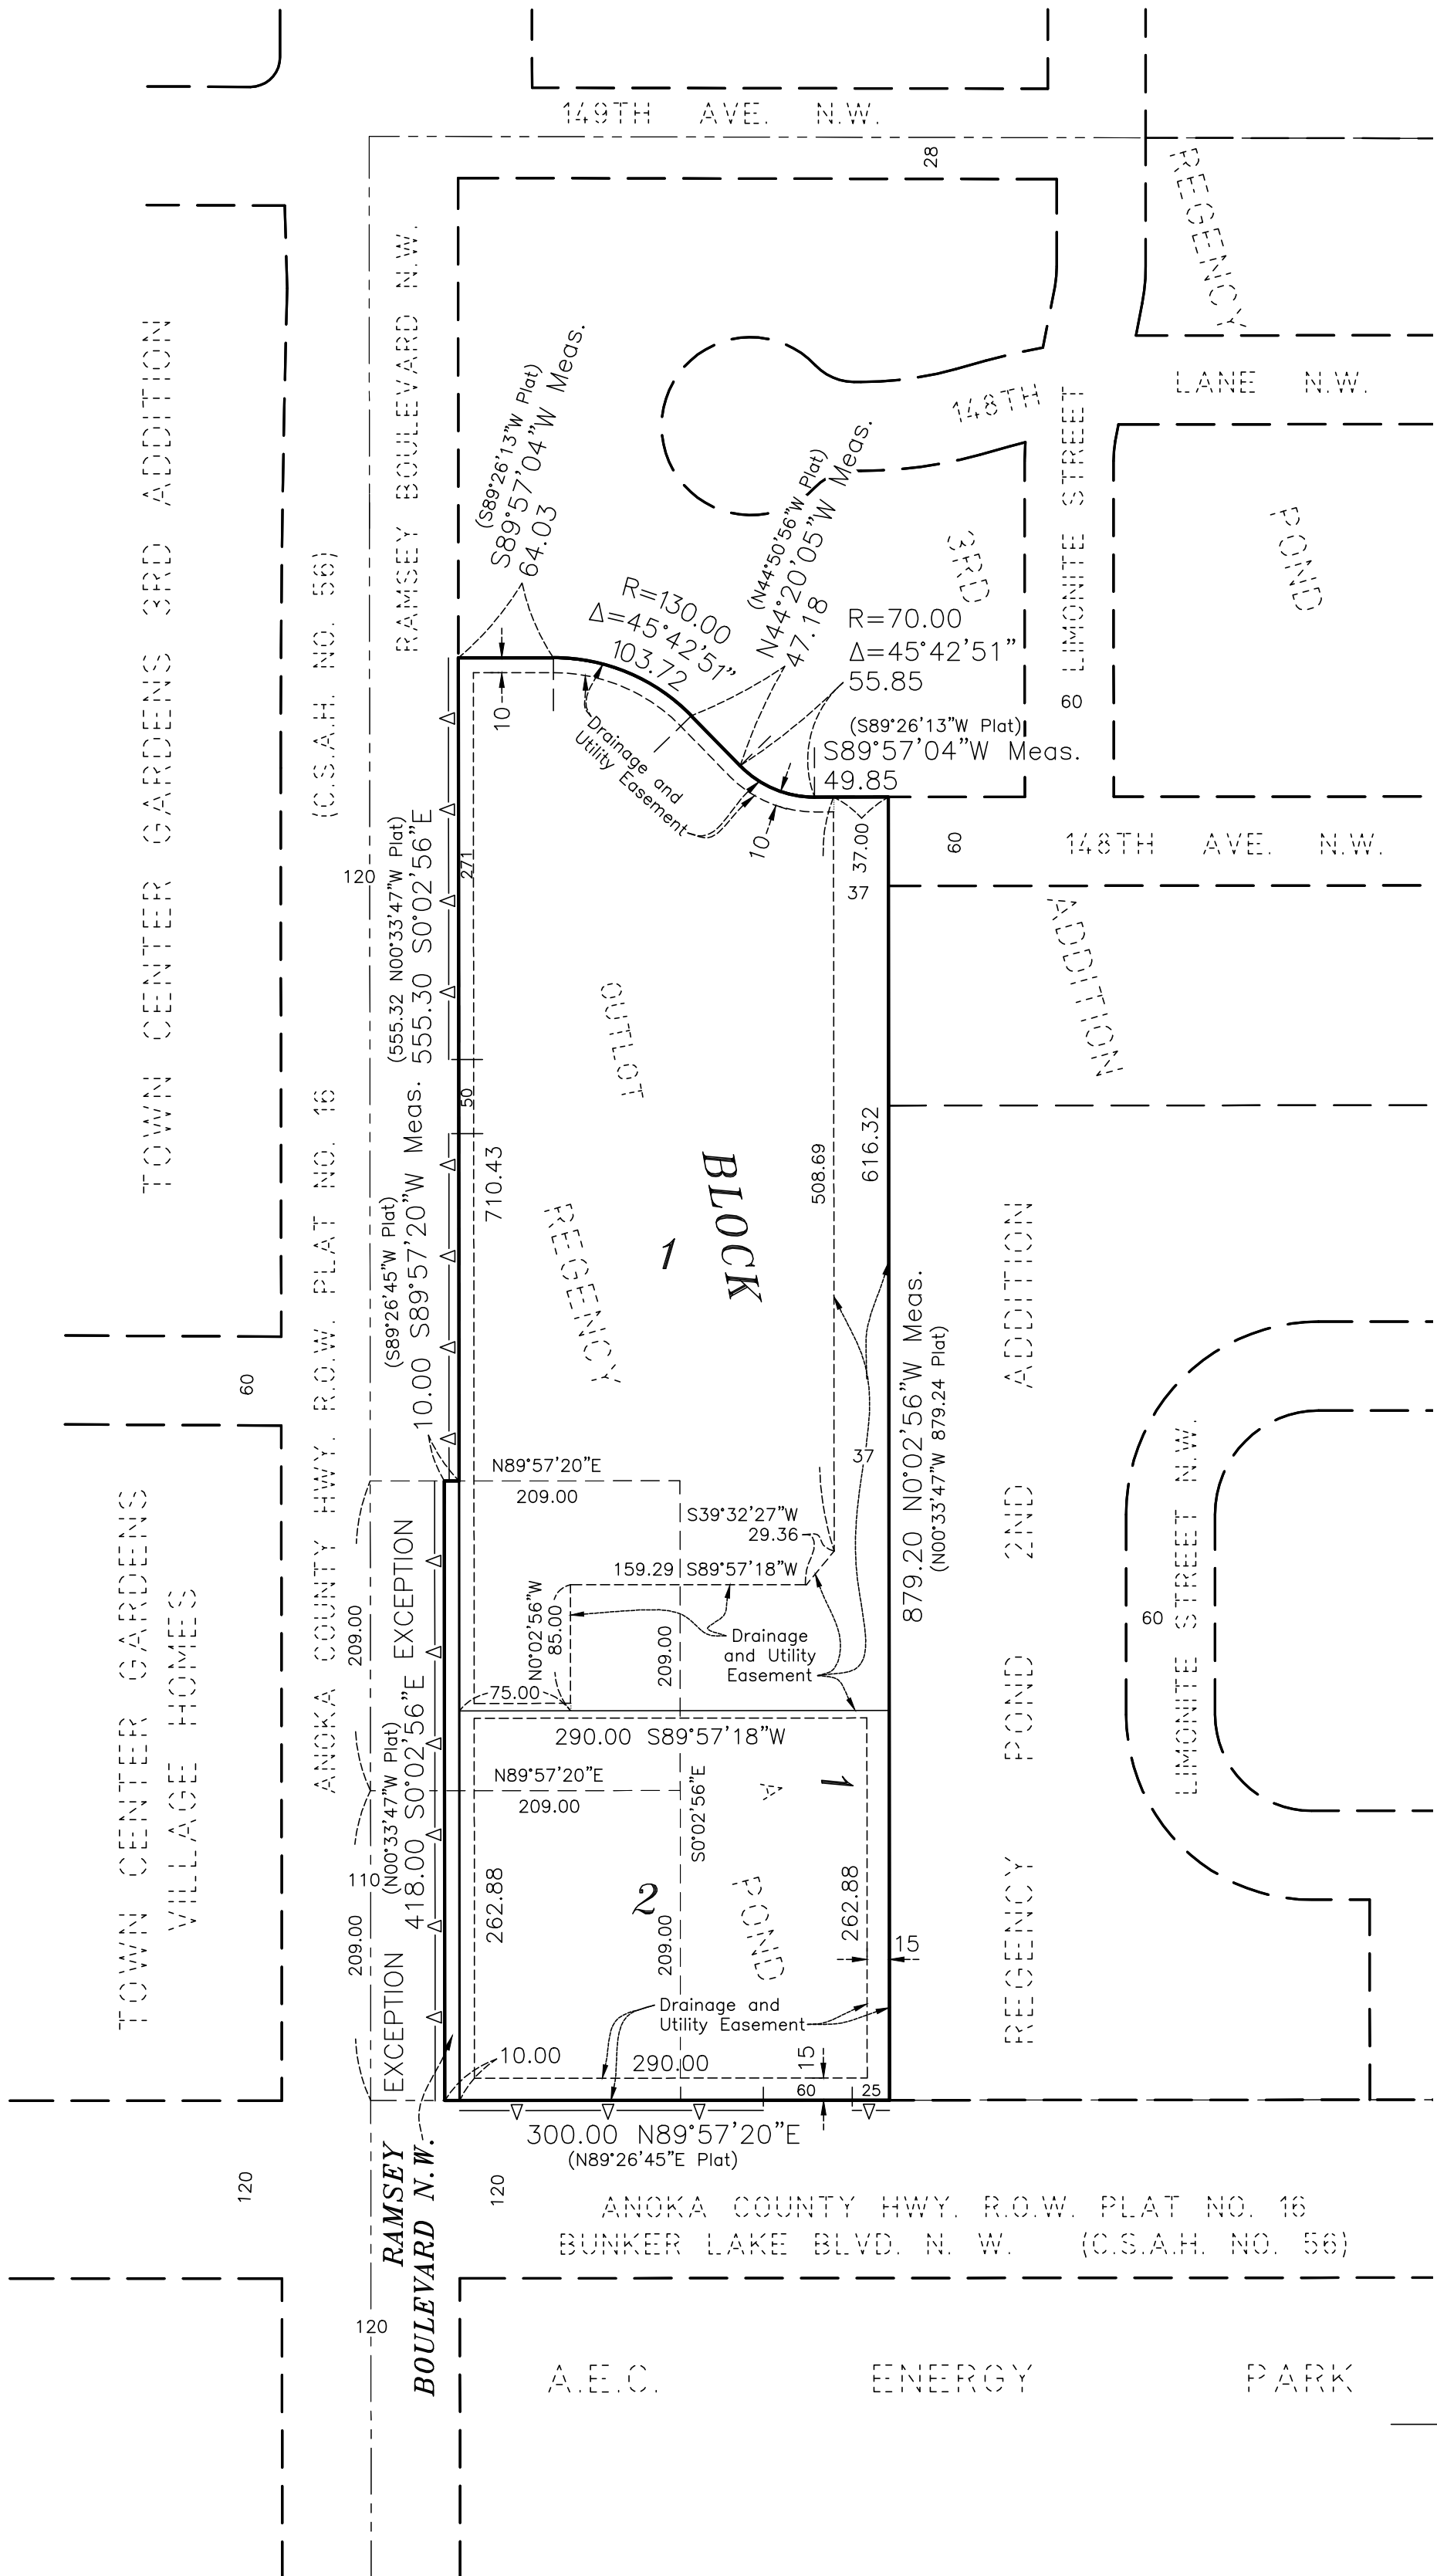 149TH AVE. N.W.
28
REGENCY
RAMSEY BOULEVARD N.W.
TOWN CENTER GARDENS 3RD ADDITION
(C.S.A.H. NO. 56)
LANE N.W.
148TH
LIMONITE STREET
60
3RD
POND
(S89°26'13"W Plat)
S89°57'04"W Meas.
64.03
R=130.00
Δ=45°42'51"
103.72
(N44°50'56"W Plat)
N44°20'05"W Meas.
47.18
R=70.00
Δ=45°42'51"
55.85
(S89°26'13"W Plat)
S89°57'04"W Meas.
49.85
10
Drainage and
Utility Easement
10
37.00
37
60
148TH AVE. N.W.
120
271
(555.32 N00°33'47"W Plat)
555.30 S0°02'56"E
ADDITION
OUTLOT
50
710.43
508.69
616.32
BLOCK
1
REGENCY
ANOKA COUNTY HWY. R.O.W. PLAT NO. 16
(S89°26'45"W Plat)
10.00 S89°57'20"W Meas.
60
879.20 N0°02'56"W Meas.
(N00°33'47"W 879.24 Plat)
REGENCY POND 2ND ADDITION
37
N89°57'20"E
209.00
S39°32'27"W
29.36
159.29 S89°57'18"W
N0°02'56"W
85.00
209.00
Drainage
and Utility
Easement
75.00
LIMONITE STREET N.W.
60
TOWN CENTER GARDENS
VILLAGE HOMES
209.00
EXCEPTION
290.00 S89°57'18"W
N89°57'20"E
209.00
S0°02'56"E
A
1
(N00°33'47"W Plat)
418.00 S0°02'56"E
110
262.88
2
POND
262.88
15
209.00
209.00
EXCEPTION
Drainage and
Utility Easement
10.00
290.00
15
60
25
300.00 N89°57'20"E
(N89°26'45"E Plat)
RAMSEY
BOULEVARD N.W.
120
120
ANOKA COUNTY HWY. R.O.W. PLAT NO. 16
BUNKER LAKE BLVD. N. W. (C.S.A.H. NO. 56)
120
A.E.C. ENERGY PARK